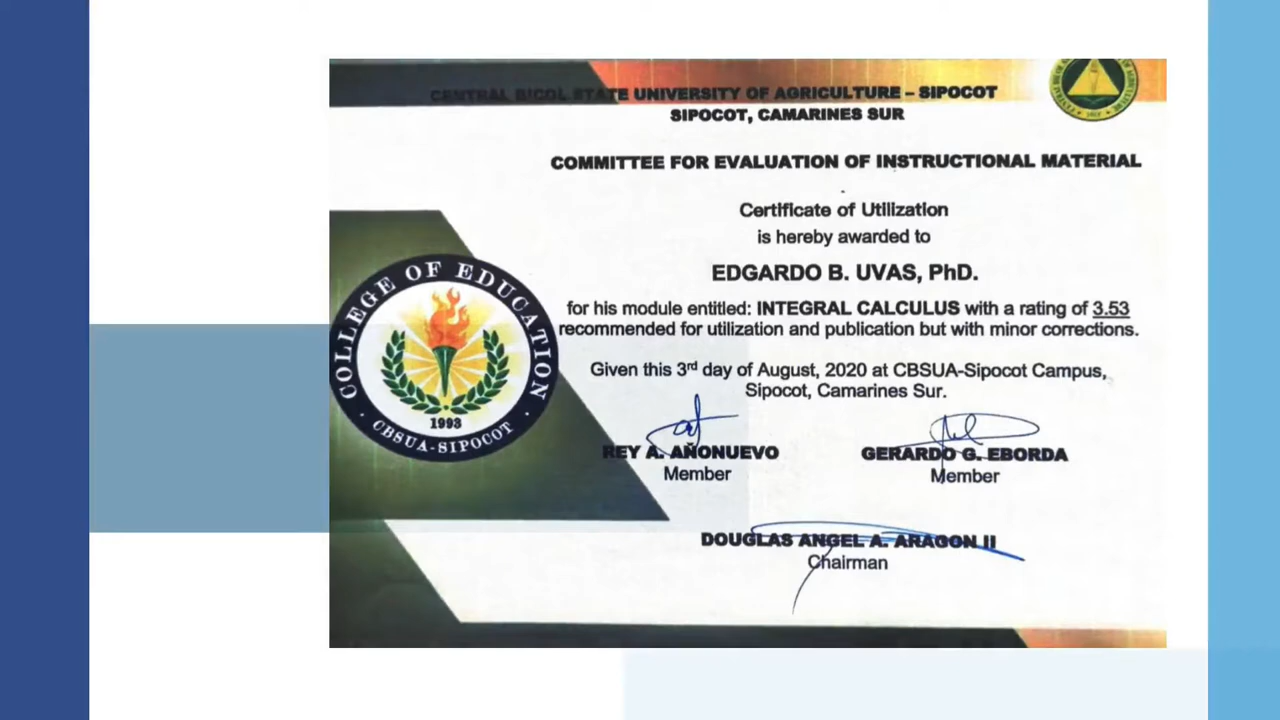 CENTRAL BICOL STATE UNIVERSITY OF AGRICULTURE – SIPOCOT
SIPOCOT, CAMARINES SUR
COMMITTEE FOR EVALUATION OF INSTRUCTIONAL MATERIAL
Certificate of Utilization
is hereby awarded to
EDGARDO B. UVAS, PhD.
for his module entitled: INTEGRAL CALCULUS with a rating of 3.53
recommended for utilization and publication but with minor corrections.
Given this 3rd day of August, 2020 at CBSUA-Sipocot Campus,
Sipocot, Camarines Sur.
COLLEGE OF EDUCATION
1993
CBSUA-SIPOCOT
REY A. AÑONUEVO
Member
GERARDO G. EBORDA
Member
DOUGLAS ANGEL A. ARAGON II
Chairman